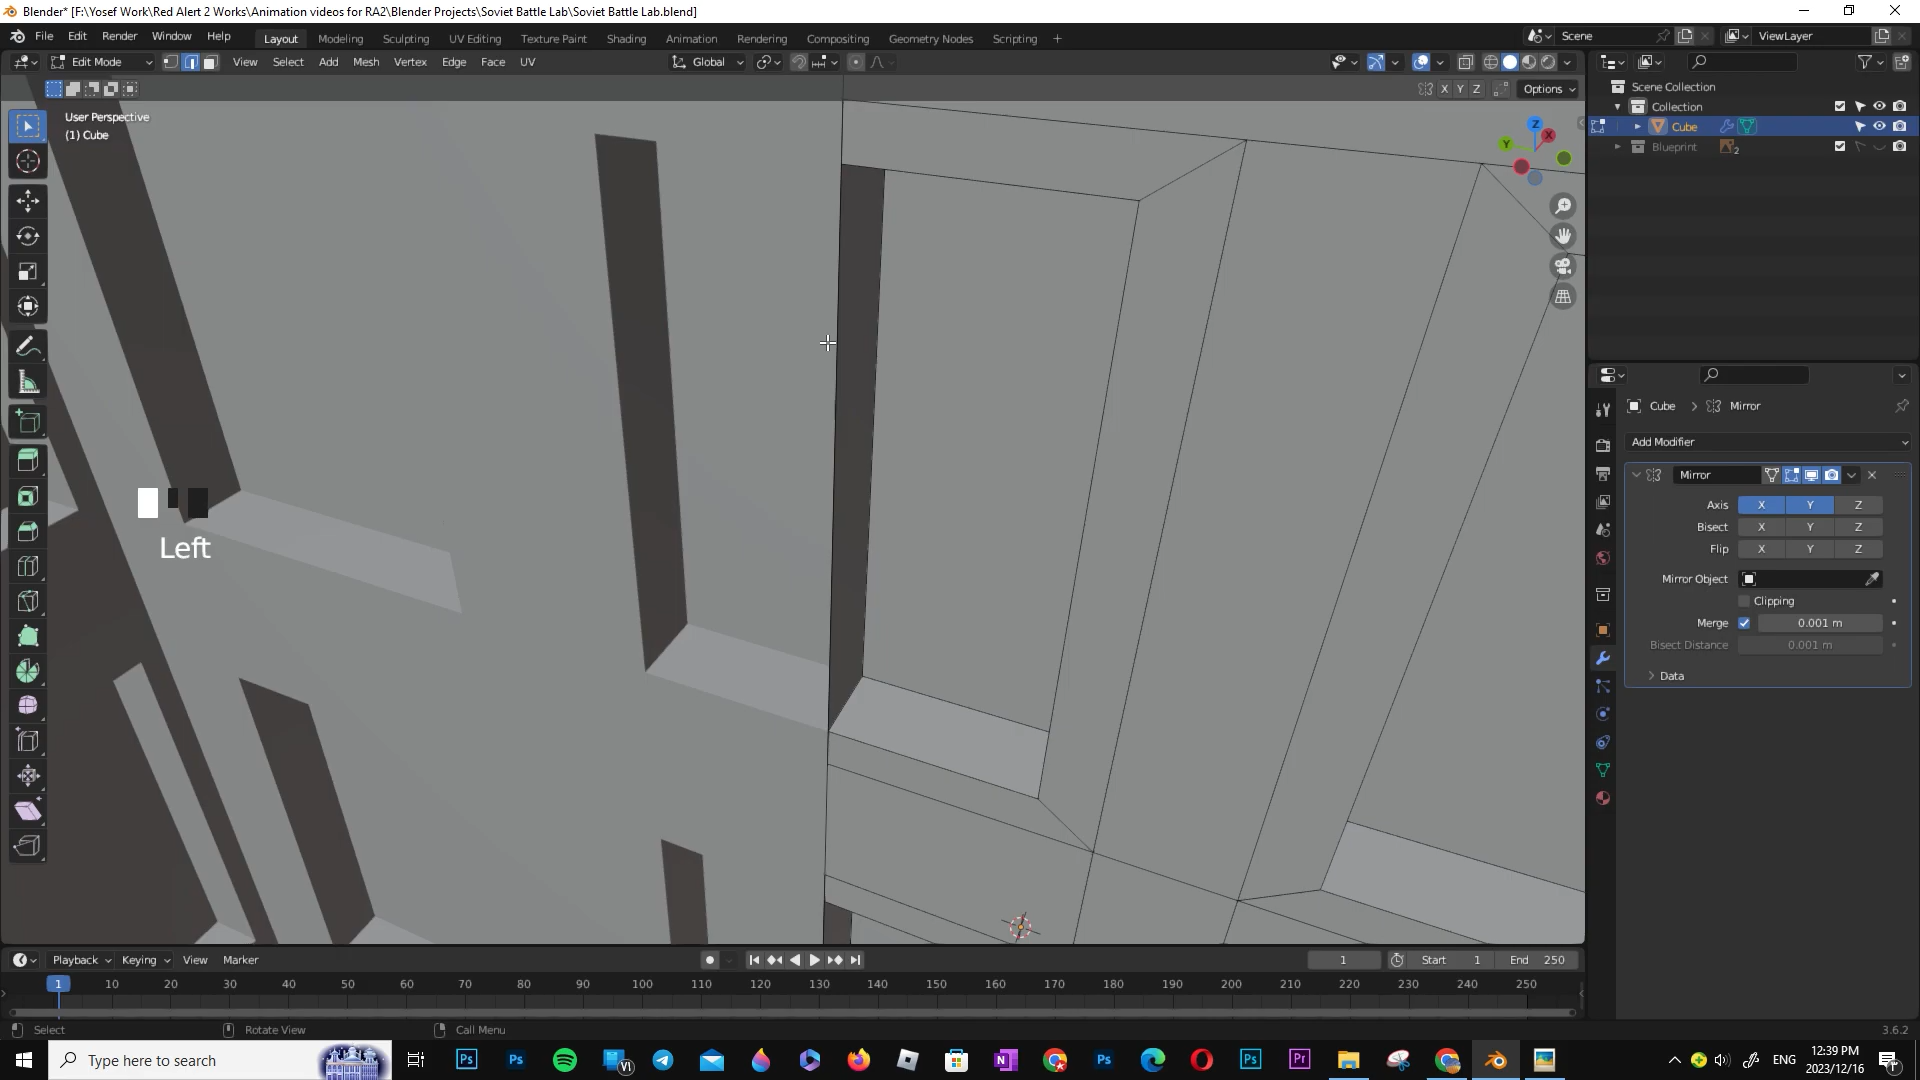 Blender* [F:\Yosef Work\Red Alert 2 Works\Animation videos for RA2\Blender Projects\Soviet Battle Lab\Soviet Battle Lab.blend]
File Edit Render Window Help Layout Modeling Sculpting UV Editing Texture Paint Shading Animation Rendering Compositing Geometry Nodes Scripting + Scene ViewLayer
Edit Mode View Select Add Mesh Vertex Edge Face UV Global
X Y Z Options
User Perspective
(1) Cube
Z
X
Y
Left
Scene Collection
Collection
Cube
Blueprint 2
Cube > Mirror
Add Modifier
Mirror
Axis X Y Z
Bisect X Y Z
Flip X Y Z
Mirror Object
Clipping
Merge 0.001 m
Bisect Distance 0.001 m
Data
Playback Keying View Marker 1 Start 1 End 250
1 10 20 30 40 50 60 70 80 90 100 110 120 130 140 150 160 170 180 190 200 210 220 230 240 250
Select Rotate View Call Menu 3.6.2
Type here to search
Ps Ps VI N Ps Ps Pr
ENG
12:39 PM
2023/12/16